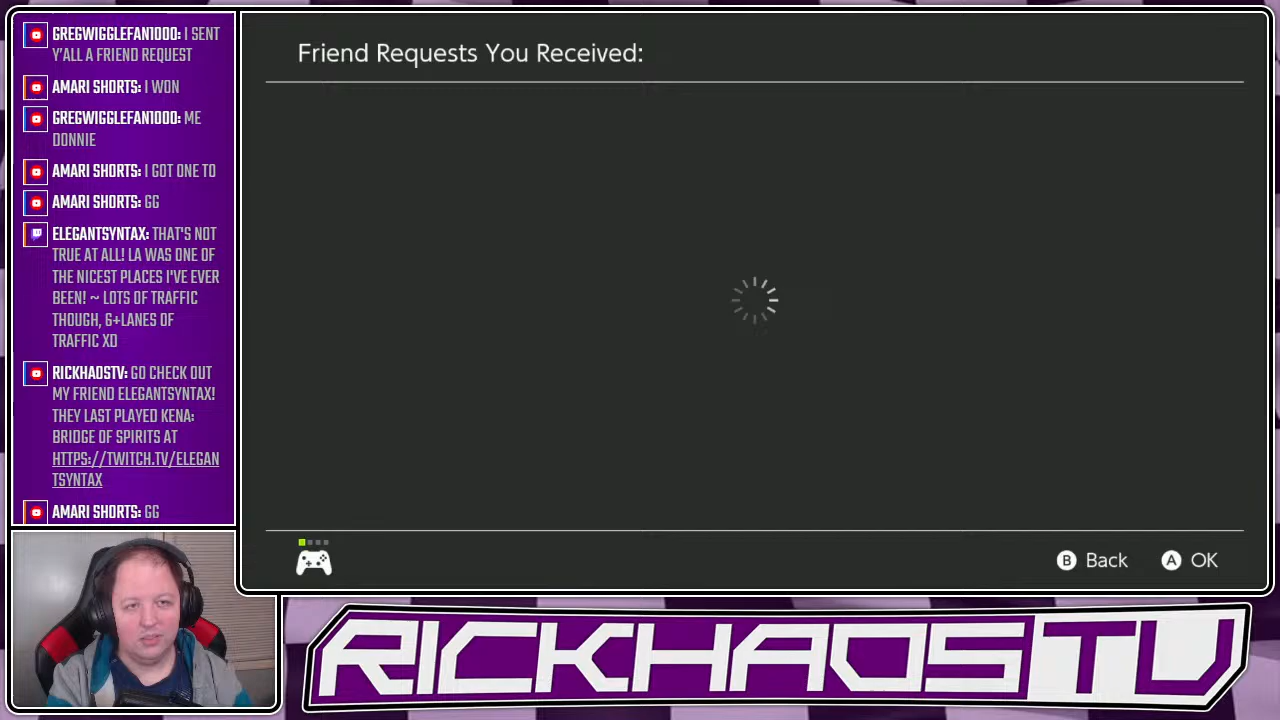 GREGWIGGLEFAN1000: I SENT
Y'ALL A FRIEND REQUEST
AMARI SHORTS: I WON
GREGWIGGLEFAN1000: ME
DONNIE
AMARI SHORTS: I GOT ONE TO
AMARI SHORTS: GG
ELEGANTSYNTAX: THAT'S NOT
TRUE AT ALL! LA WAS ONE OF
THE NICEST PLACES I'VE EVER
BEEN! ~ LOTS OF TRAFFIC
THOUGH, 6+LANES OF
TRAFFIC XD
RICKHAOSTV: GO CHECK OUT
MY FRIEND ELEGANTSYNTAX!
THEY LAST PLAYED KENA:
BRIDGE OF SPIRITS AT
HTTPS://TWITCH.TV/ELEGAN
TSYNTAX
AMARI SHORTS: GG
Friend Requests You Received:
B Back A OK
RICKHAOSTV